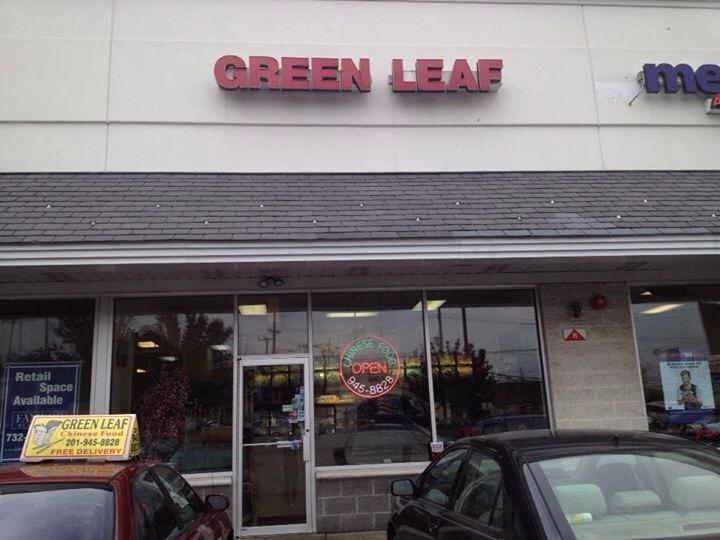 GREEN LEAF
me
CHINESE FOOD
OPEN
945-8828
Retail
Space
Available
732-
GREEN LEAF
Chinese Food
201-945-8828
FREE DELIVERY